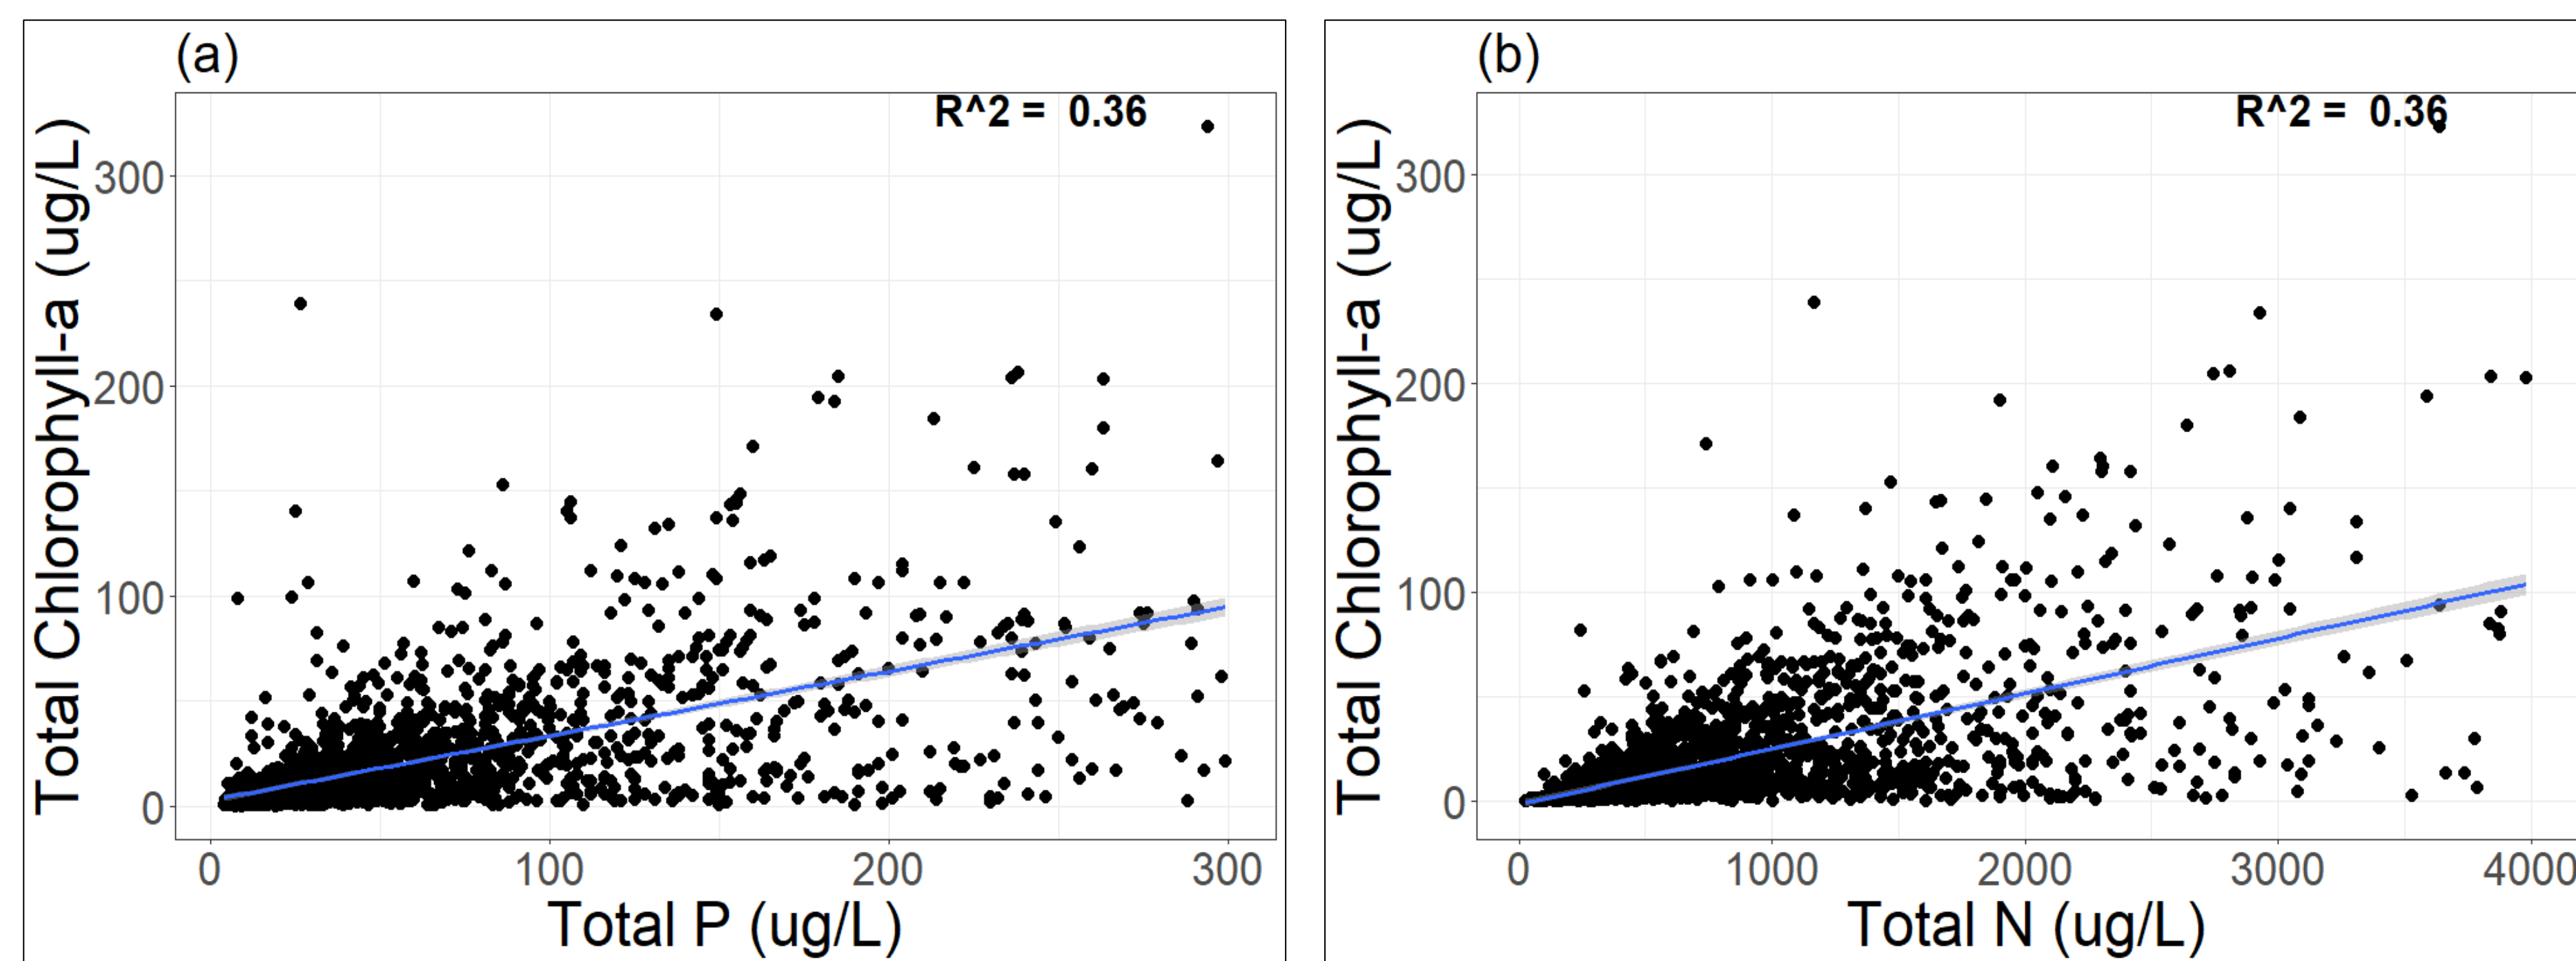 (a)
R^2 = 0.36
Total Chlorophyll-a (ug/L)
300
200
100
0
0 100 200 300
Total P (ug/L)
(b)
R^2 = 0.36
Total Chlorophyll-a (ug/L)
300
200
100
0
0 1000 2000 3000 4000
Total N (ug/L)